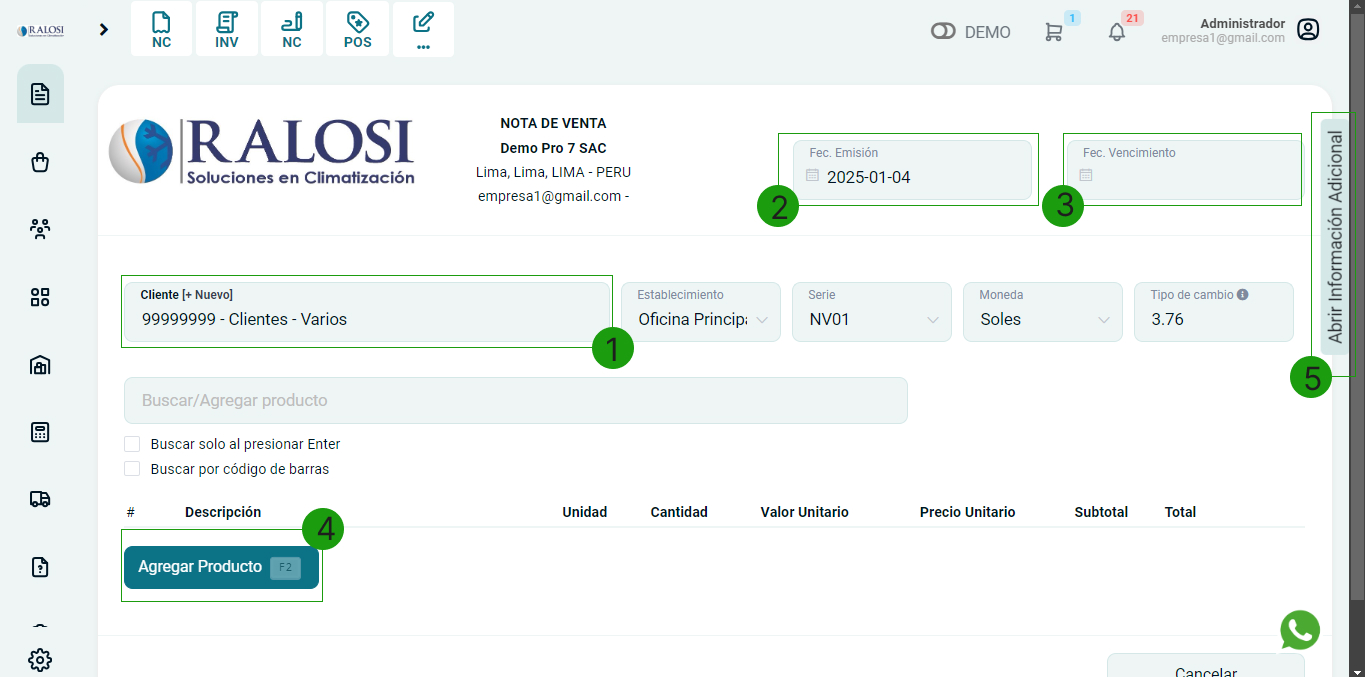 RALOSI
NC
INV
NC
POS
DEMO
1
21
Administrador
empresa1@gmail.com
RALOSI
Soluciones en Climatización
NOTA DE VENTA
Demo Pro 7 SAC
Lima, Lima, LIMA - PERU
empresa1@gmail.com -
Fec. Emisión
2025-01-04
2
Fec. Vencimiento
3
Abrir Información Adicional
5
Cliente [+ Nuevo]
99999999 - Clientes - Varios
1
Establecimiento
Oficina Principa
Serie
NV01
Moneda
Soles
Tipo de cambio
3.76
Buscar/Agregar producto
Buscar solo al presionar Enter
Buscar por código de barras
# Descripción Unidad Cantidad Valor Unitario Precio Unitario Subtotal Total
4
Agregar Producto F2
Cancelar